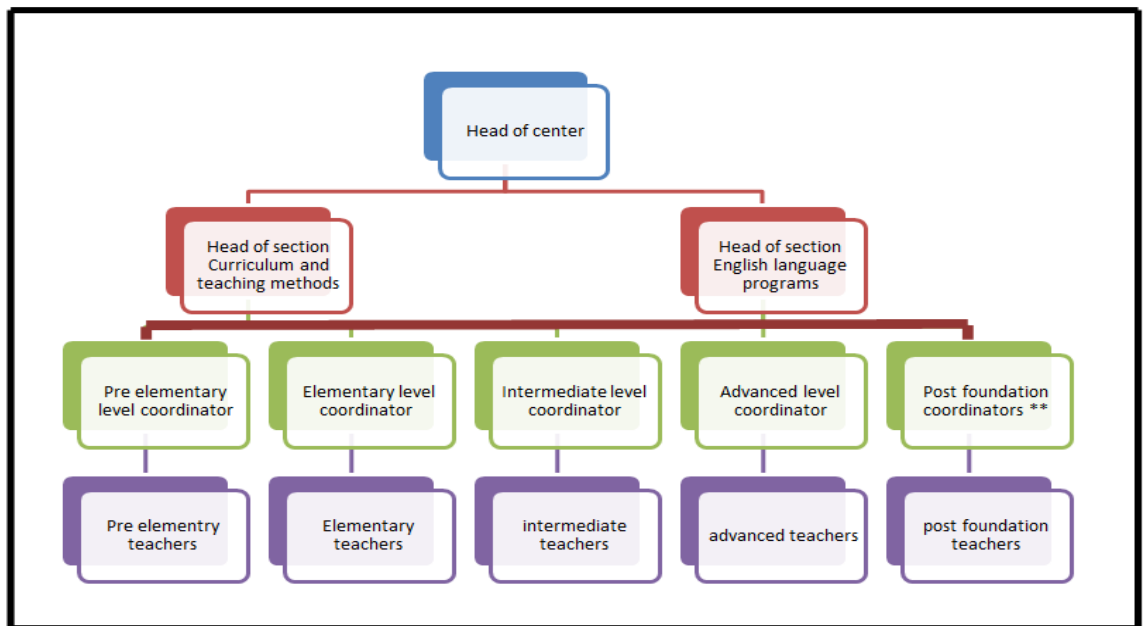 Head of center
Head of section
Curriculum and
teaching methods
Head of section
English language
programs
Pre elementary
level coordinator
Elementary level
coordinator
Intermediate level
coordinator
Advanced level
coordinator
Post foundation
coordinators **
Pre elementry
teachers
Elementary
teachers
intermediate
teachers
advanced teachers
post foundation
teachers